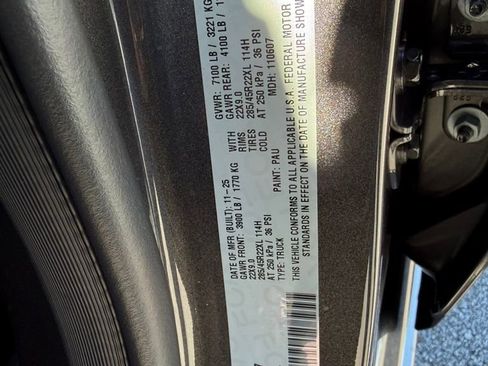 DATE OF MFR (BUILT): 11-25 GVWR: 7100 LB / 3221 KG
GAWR FRONT: 3900 LB / 1770 KG WITH GAWR REAR: 4100 LB /
22X9.0 RIMS 22X9.0
285/45R22XL 114H TIRES 285/45R22XL 114H
AT 250 kPa / 36 PSI COLD AT 250 kPa / 36 PSI
TYPE: TRUCK PAINT: PAU MDH: 110607
THIS VEHICLE CONFORMS TO ALL APPLICABLE U.S.A. FEDERAL MOTOR
STANDARDS IN EFFECT ON THE DATE OF MANUFACTURE SHOWN